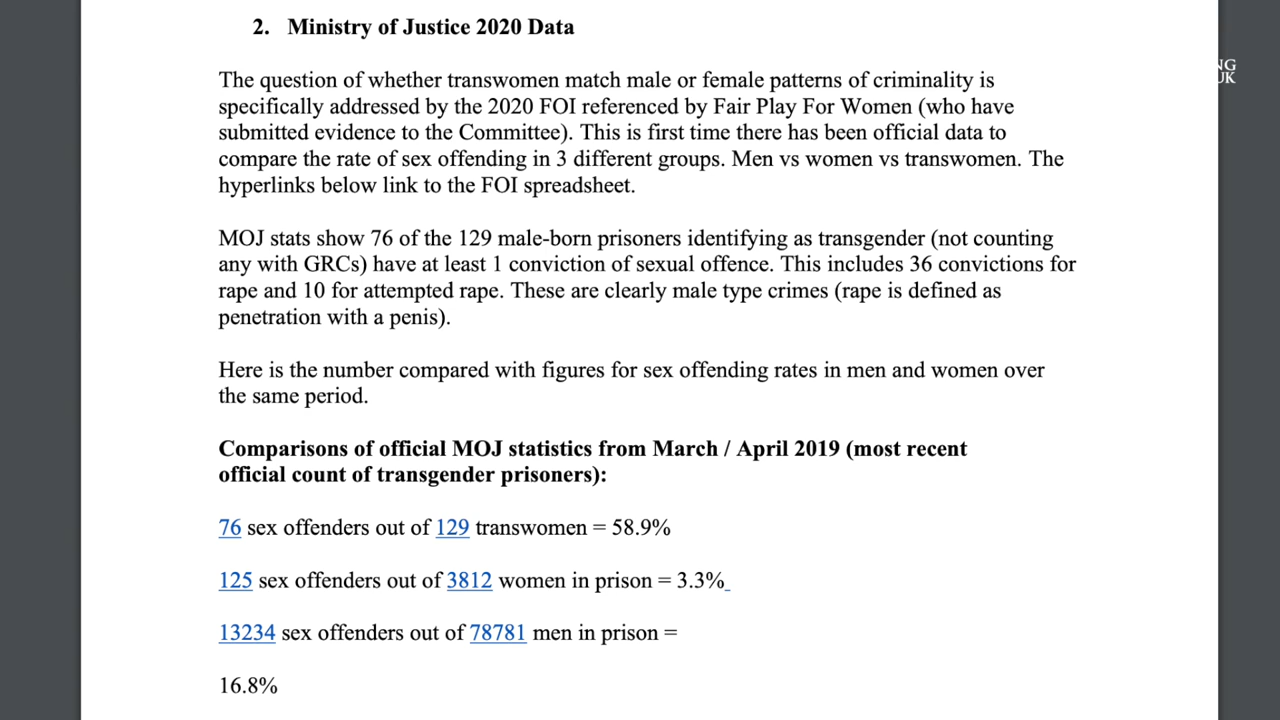 2. Ministry of Justice 2020 Data
The question of whether transwomen match male or female patterns of criminality is
specifically addressed by the 2020 FOI referenced by Fair Play For Women (who have
submitted evidence to the Committee). This is first time there has been official data to
compare the rate of sex offending in 3 different groups. Men vs women vs transwomen. The
hyperlinks below link to the FOI spreadsheet.
MOJ stats show 76 of the 129 male-born prisoners identifying as transgender (not counting
any with GRCs) have at least 1 conviction of sexual offence. This includes 36 convictions for
rape and 10 for attempted rape. These are clearly male type crimes (rape is defined as
penetration with a penis).
Here is the number compared with figures for sex offending rates in men and women over
the same period.
Comparisons of official MOJ statistics from March / April 2019 (most recent
official count of transgender prisoners):
76 sex offenders out of 129 transwomen = 58.9%
125 sex offenders out of 3812 women in prison = 3.3%
13234 sex offenders out of 78781 men in prison =
16.8%